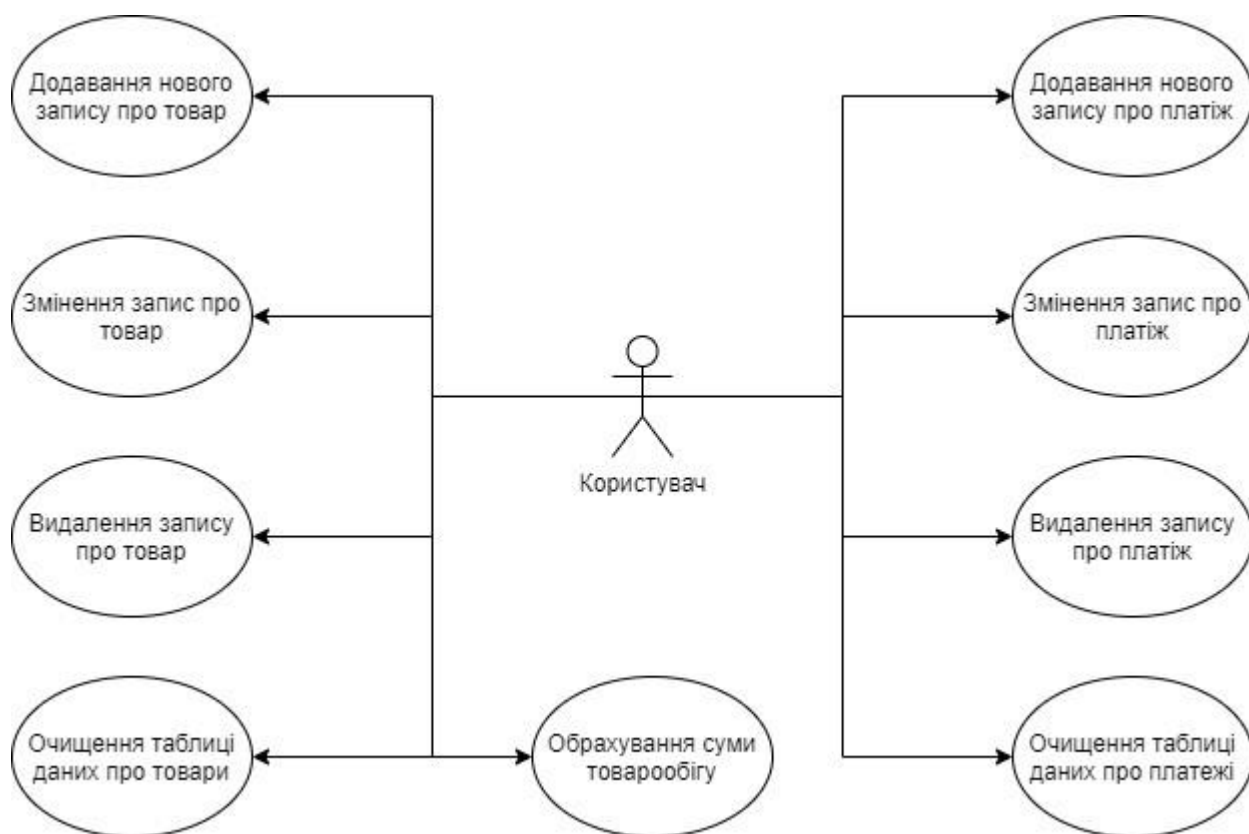 Додавання нового
запису про товар
Додавання нового
запису про платіж
Змінення запис про
товар
Змінення запис про
платіж
Користувач
Видалення запису
про товар
Видалення запису
про платіж
Очищення таблиці
даних про товари
Обрахування суми
товарообігу
Очищення таблиці
даних про платежі